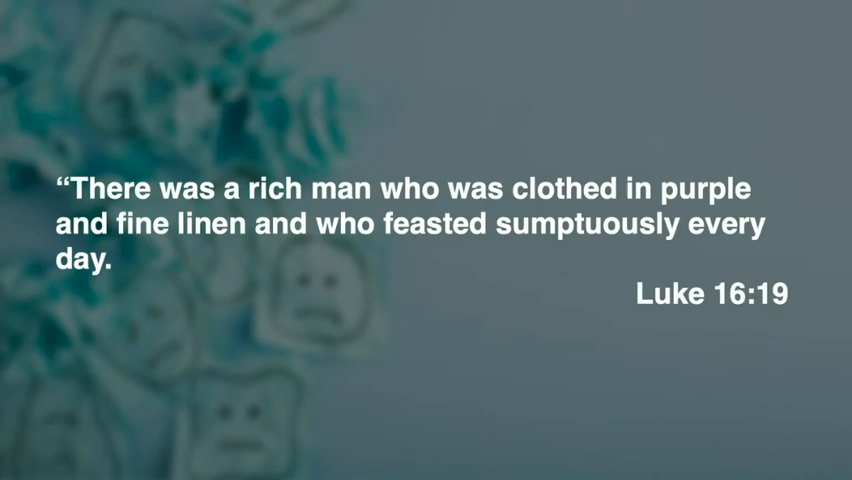 “There was a rich man who was clothed in purple
and fine linen and who feasted sumptuously every
day.
Luke 16:19